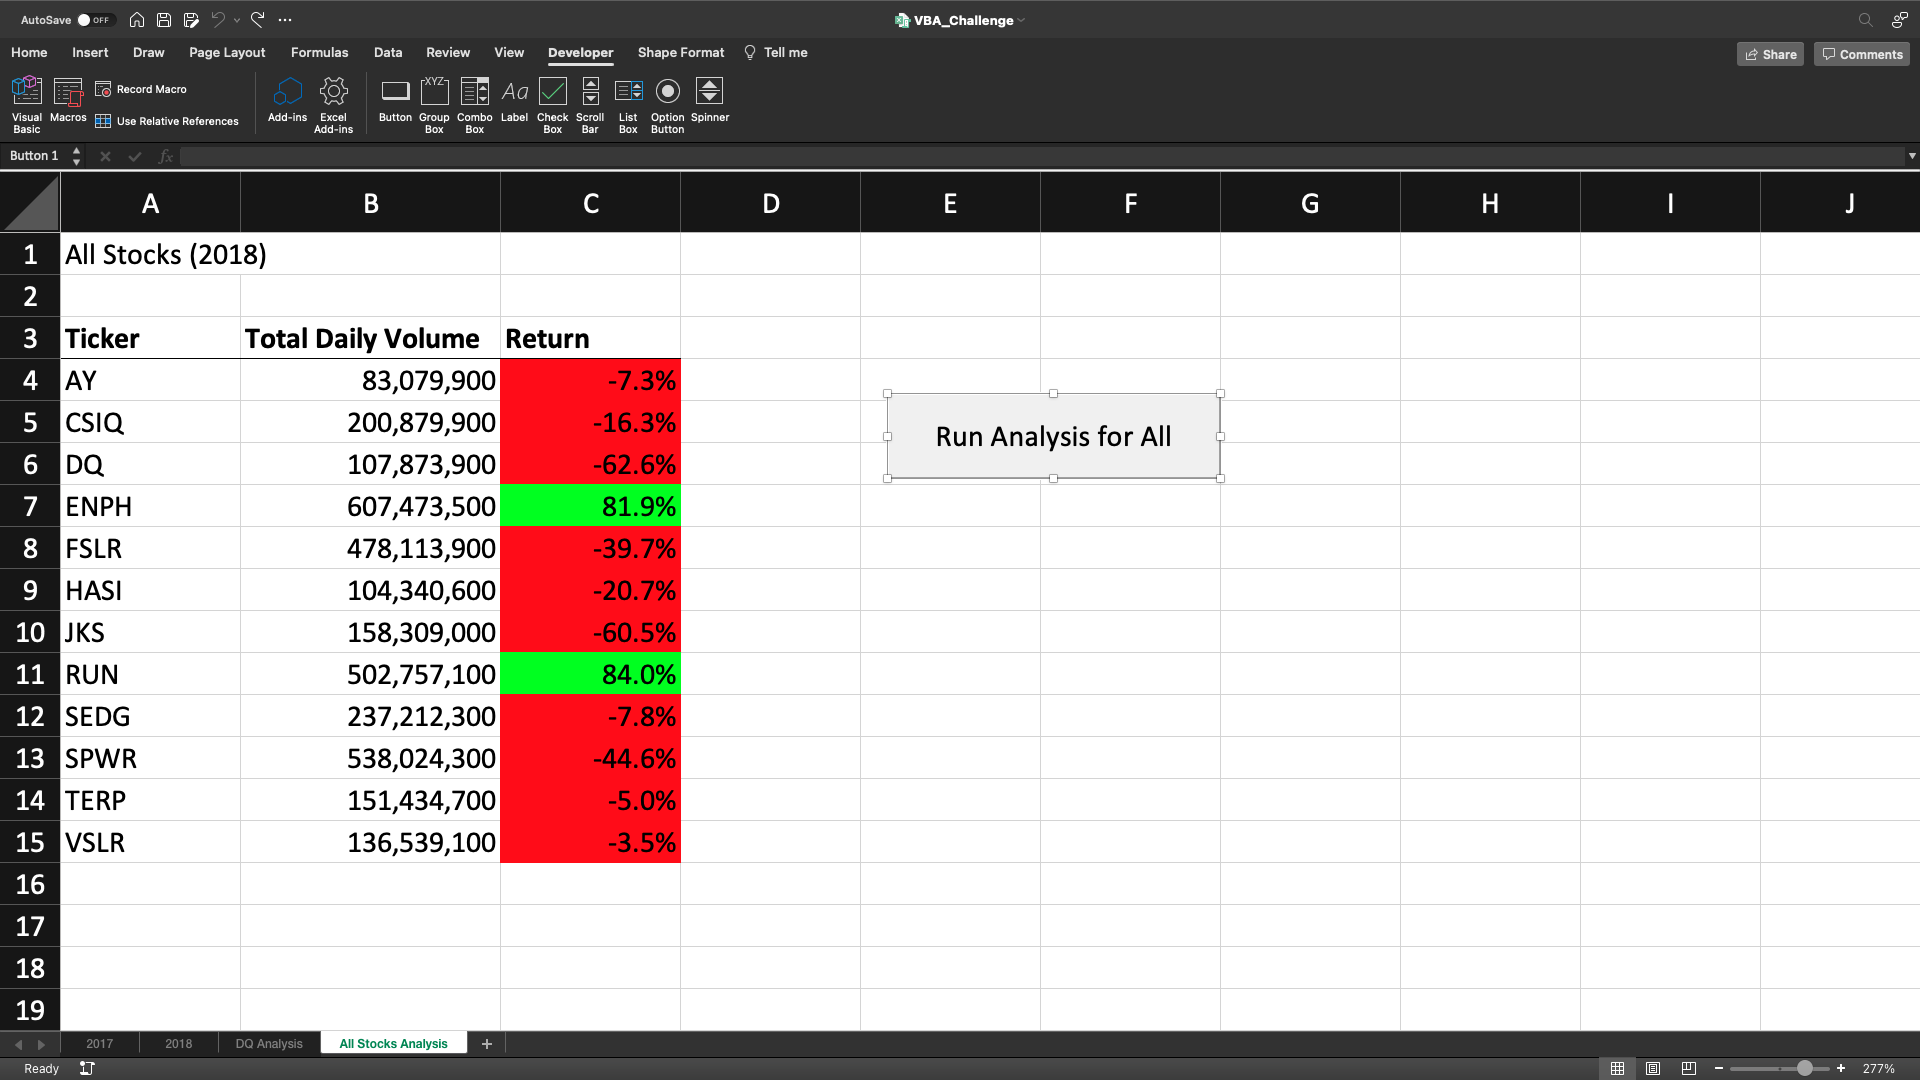 AutoSave OFF VBA_Challenge
Home Insert Draw Page Layout Formulas Data Review View Developer Shape Format Tell me Share Comments
Visual Basic Macros Record Macro Use Relative References Add-ins Excel Add-ins Button Group Box Combo Box Label Check Box Scroll Bar List Box Option Button Spinner
Button 1 fx
A B C D E F G H I J
1 All Stocks (2018)
2
3 Ticker Total Daily Volume Return
4 AY 83,079,900 -7.3%
5 CSIQ 200,879,900 -16.3%
Run Analysis for All
6 DQ 107,873,900 -62.6%
7 ENPH 607,473,500 81.9%
8 FSLR 478,113,900 -39.7%
9 HASI 104,340,600 -20.7%
10 JKS 158,309,000 -60.5%
11 RUN 502,757,100 84.0%
12 SEDG 237,212,300 -7.8%
13 SPWR 538,024,300 -44.6%
14 TERP 151,434,700 -5.0%
15 VSLR 136,539,100 -3.5%
16
17
18
19
2017 2018 DQ Analysis All Stocks Analysis +
Ready 277%